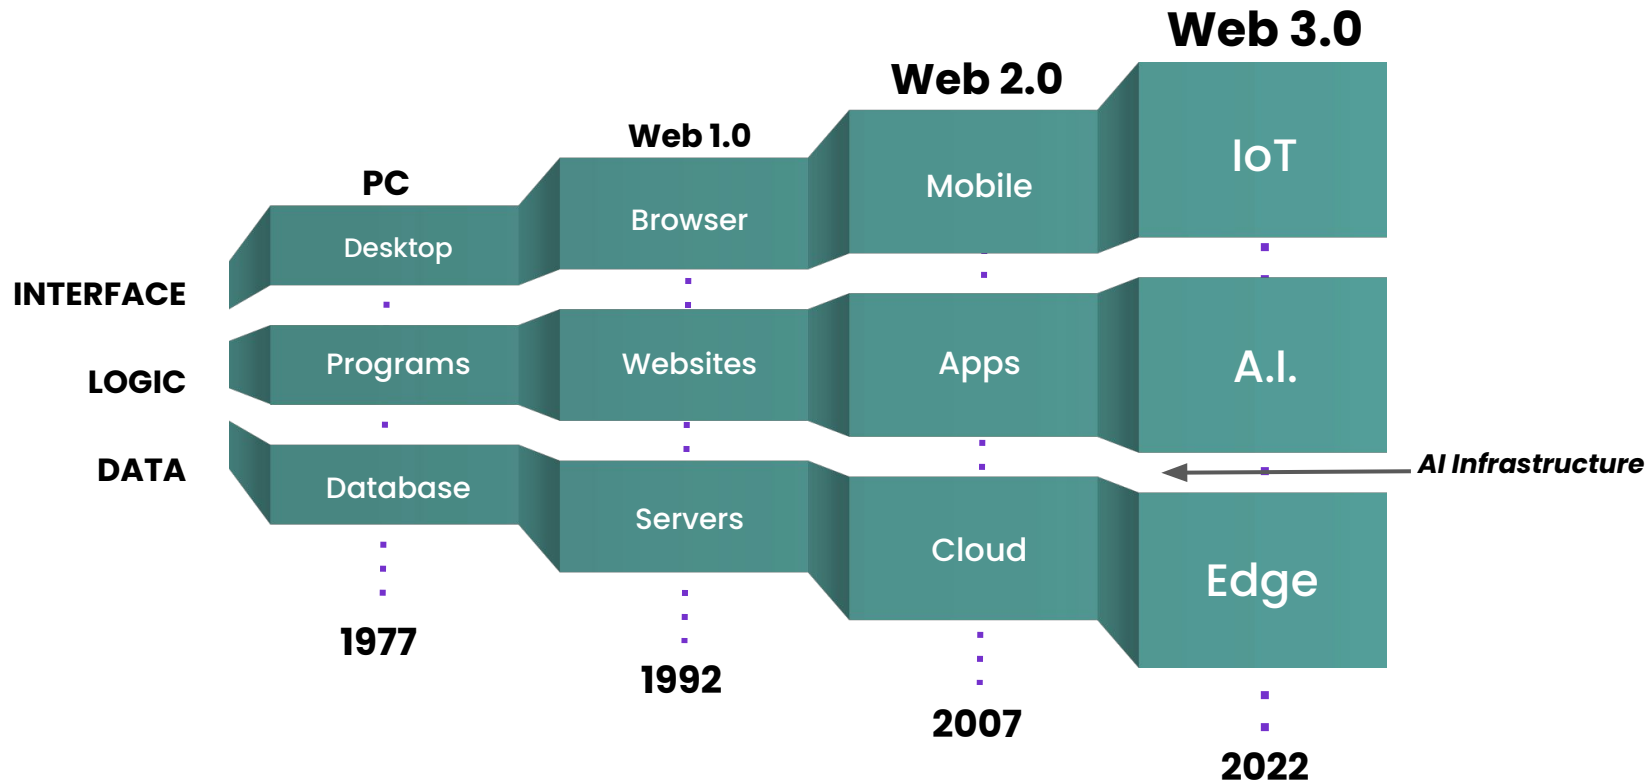 Web 3.0
Web 2.0
Web 1.0
PC
INTERFACE
Desktop
Browser
Mobile
IoT
LOGIC
Programs
Websites
Apps
A.I.
DATA
Database
Servers
Cloud
Edge
AI Infrastructure
1977
1992
2007
2022